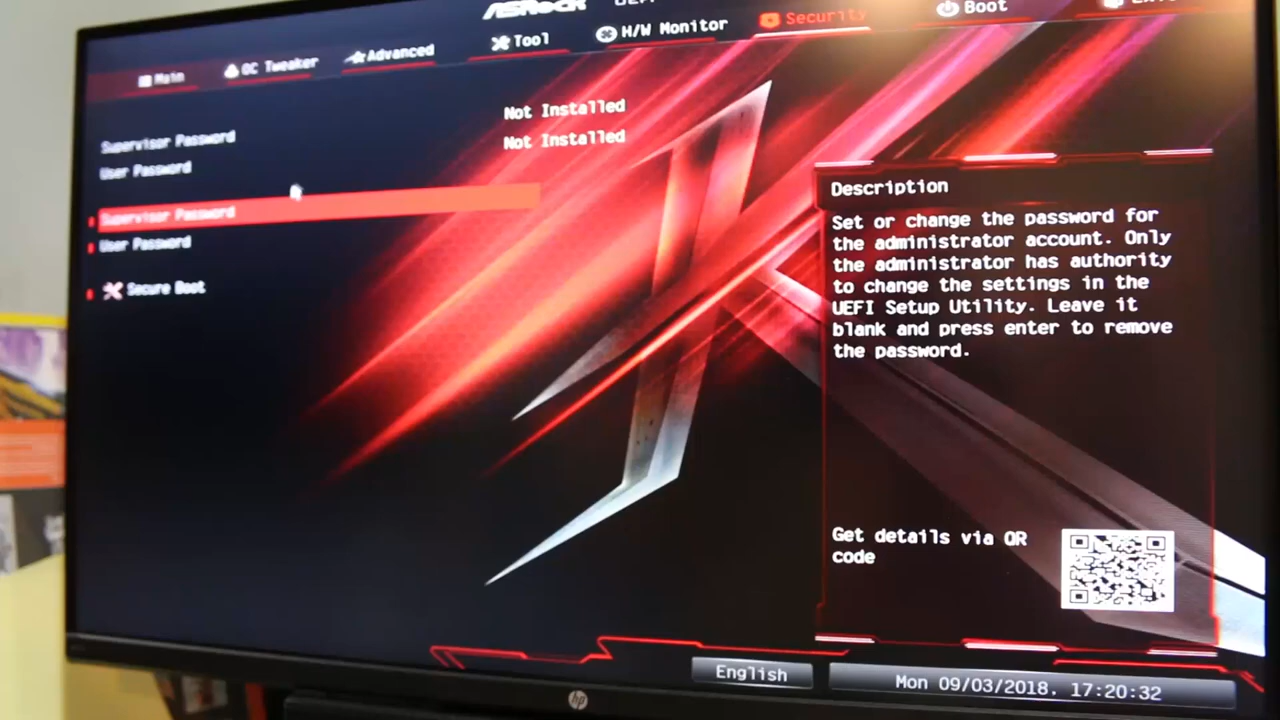 ASRock
Main
OC Tweaker
Advanced
Tool
H/W Monitor
Security
Boot
Supervisor Password Not Installed
User Password Not Installed
Supervisor Password
User Password
Secure Boot
Description
Set or change the password for
the administrator account. Only
the administrator has authority
to change the settings in the
UEFI Setup Utility. Leave it
blank and press enter to remove
the password.
Get details via QR
code
English
Mon 09/03/2018. 17:20:32
hp